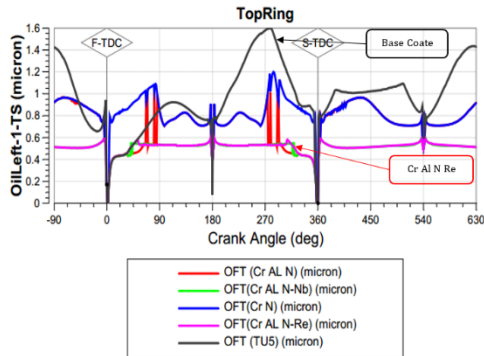 TopRing
1.6
1.4
1.2
1
0.8
0.6
0.4
0.2
0
OilLeft-1-TS (micron)
F-TDC
S-TDC
Base Coate
Cr Al N Re
-90 0 90 180 270 360 450 540 630
Crank Angle (deg)
OFT (Cr AL N) (micron)
OFT(Cr AL N-Nb) (micron)
OFT(Cr N) (micron)
OFT(Cr AL N-Re) (micron)
OFT (TU5) (micron)